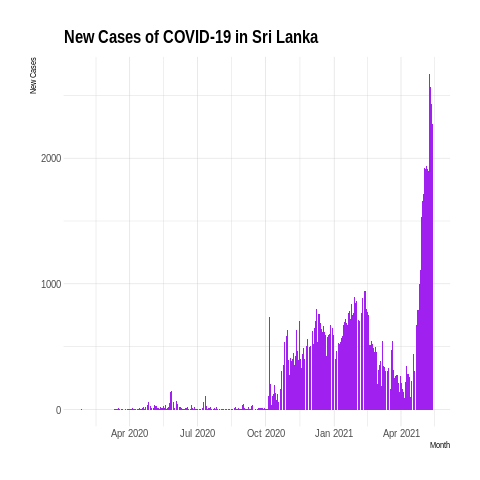 New Cases of COVID-19 in Sri Lanka
New Cases
2000
1000
0
Apr 2020 Jul 2020 Oct 2020 Jan 2021 Apr 2021
Month